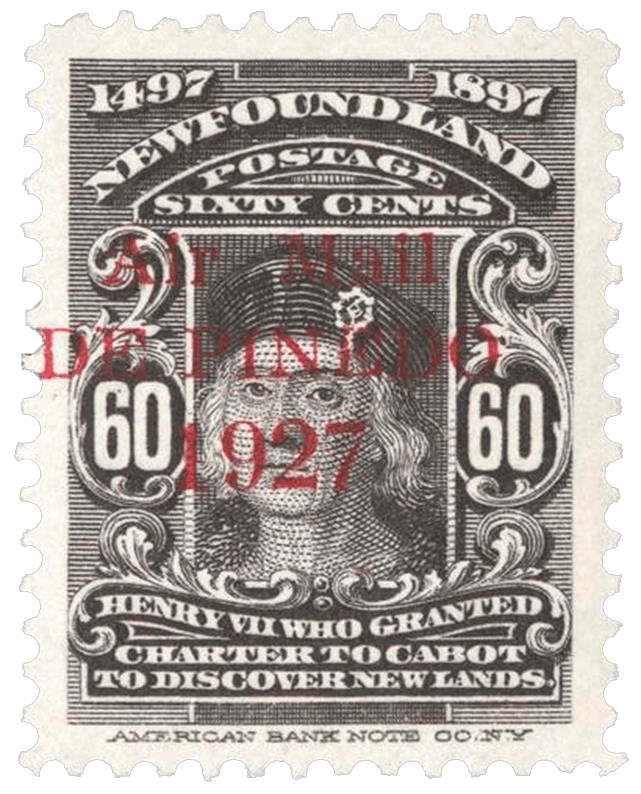 1497 1897
NEWFOUNDLAND
POSTAGE
SIXTY CENTS
Air Mail
DE PINEDO
60 60
1927
HENRY VII WHO GRANTED
CHARTER TO CABOT
TO DISCOVER NEW LANDS.
AMERICAN BANK NOTE CO. N.Y.